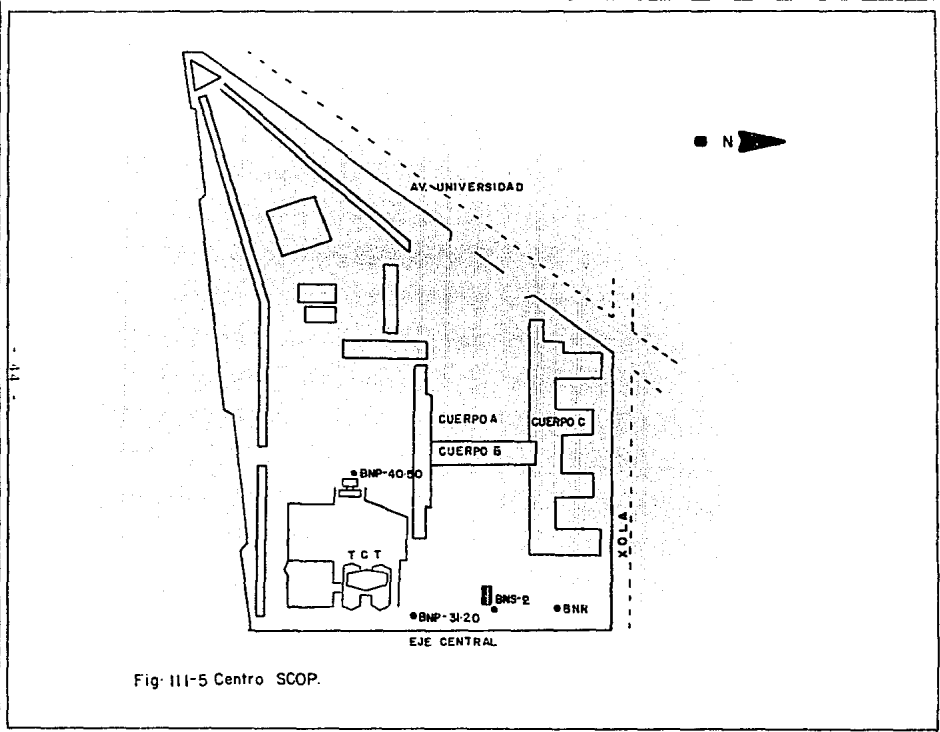 N
AV. UNIVERSIDAD
- 44 -
CUERPO A
CUERPO C
CUERPO B
BNP-40-50
XOLA
T C T
BNS-2
BNR
BNP-31-20
EJE CENTRAL
Fig. III-5 Centro SCOP.